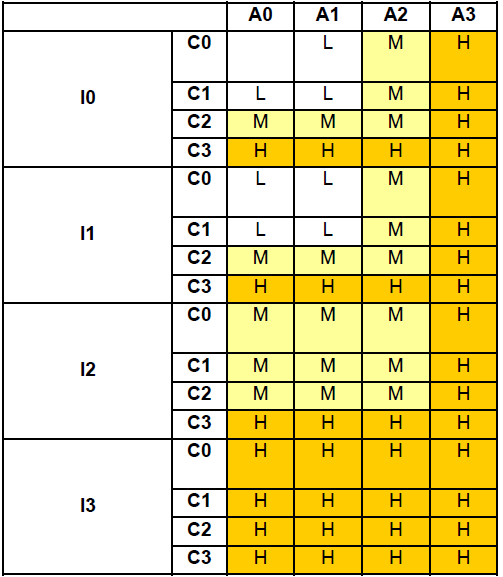 A0 A1 A2 A3
I0
C0 L M H
C1 L L M H
C2 M M M H
C3 H H H H
I1
C0 L L M H
C1 L L M H
C2 M M M H
C3 H H H H
I2
C0 M M M H
C1 M M M H
C2 M M M H
C3 H H H H
I3
C0 H H H H
C1 H H H H
C2 H H H H
C3 H H H H